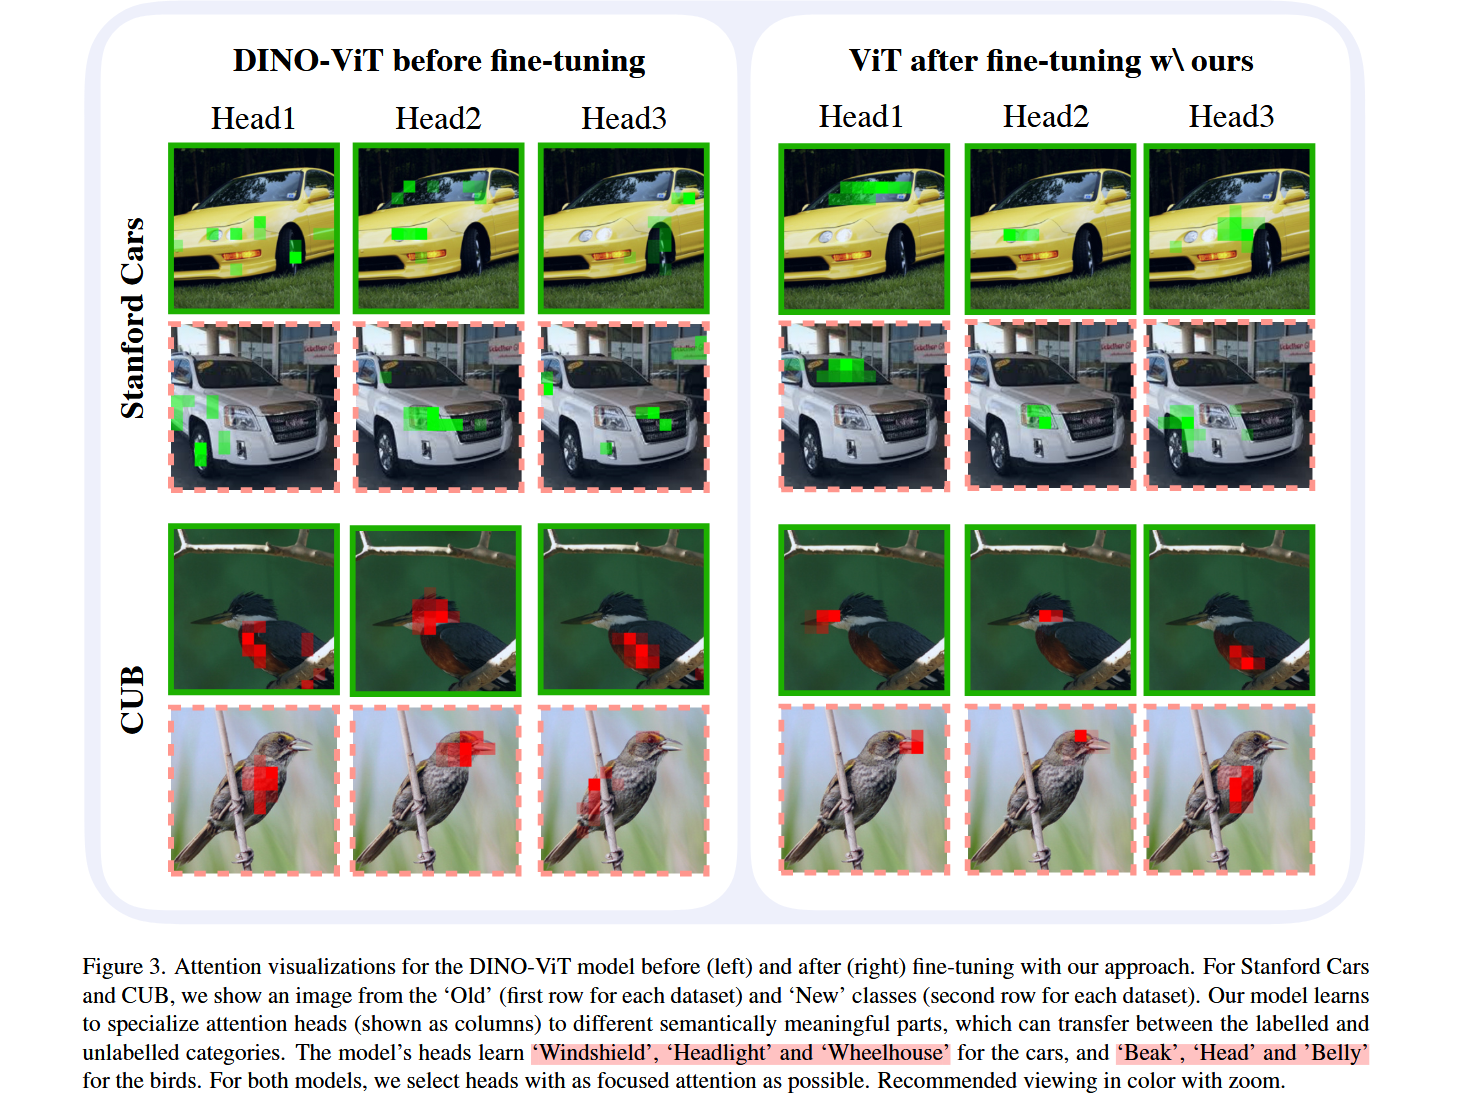 DINO-ViT before fine-tuning
ViT after fine-tuning w\ ours
Head1
Head2
Head3
Head1
Head2
Head3
Stanford Cars
CUB
Figure 3. Attention visualizations for the DINO-ViT model before (left) and after (right) fine-tuning with our approach. For Stanford Cars
and CUB, we show an image from the ‘Old’ (first row for each dataset) and ‘New’ classes (second row for each dataset). Our model learns
to specialize attention heads (shown as columns) to different semantically meaningful parts, which can transfer between the labelled and
unlabelled categories. The model’s heads learn ‘Windshield’, ‘Headlight’ and ‘Wheelhouse’ for the cars, and ‘Beak’, ‘Head’ and ’Belly’
for the birds. For both models, we select heads with as focused attention as possible. Recommended viewing in color with zoom.